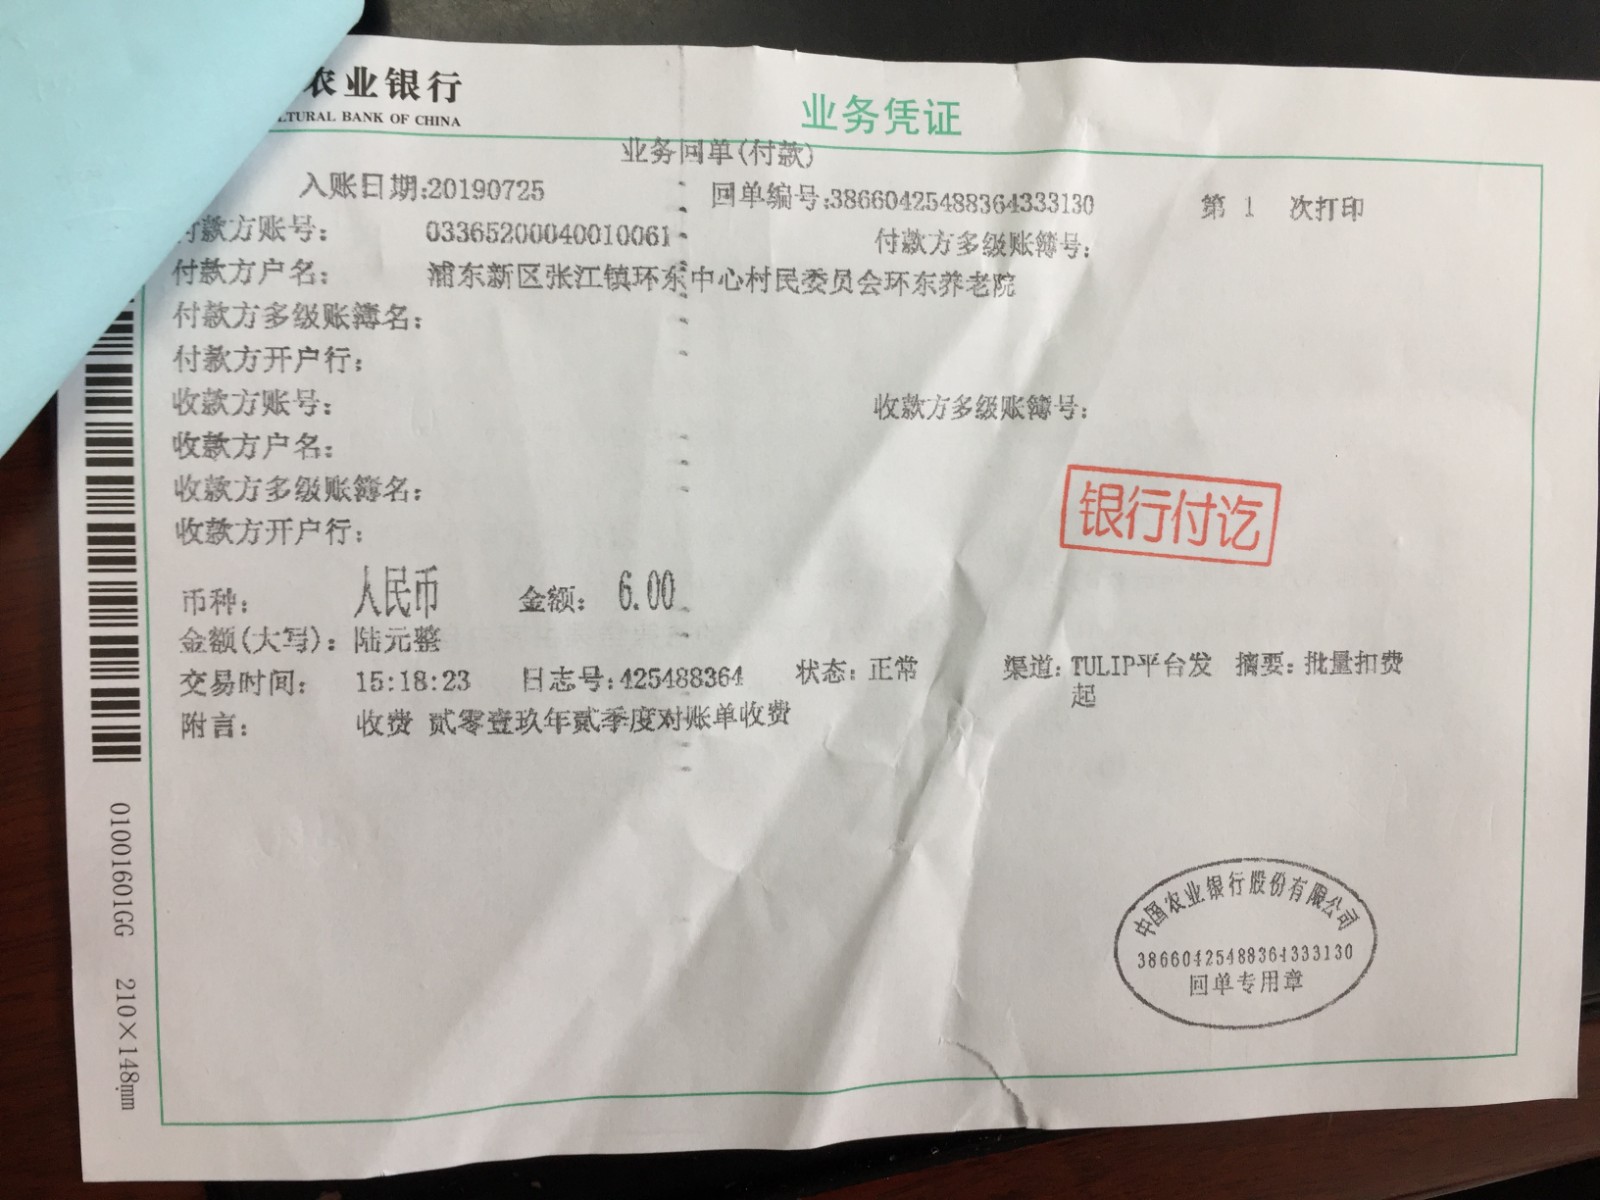 农业银行
LTURAL BANK OF CHINA
业务凭证
业务回单(付款)
入账日期:20190725 回单编号:38660425488364333130 第 1 次打印
付款方账号: 03365200040010061 付款方多级账簿号:
付款方户名: 浦东新区张江镇环东中心村民委员会环东养老院
付款方多级账簿名:
付款方开户行:
收款方账号: 收款方多级账簿号:
收款方户名:
收款方多级账簿名:
收款方开户行:
银行付讫
币种: 人民币 金额: 6.00
金额(大写): 陆元整
交易时间: 15:18:23 日志号:425488364 状态: 正常 渠道: TULIP平台发 摘要: 批量扣费
起
附言: 收费 贰零壹玖年贰季度对账单收费
中国农业银行股份有限公司
38660425488364333130
回单专用章
01001601GG 210×148mm